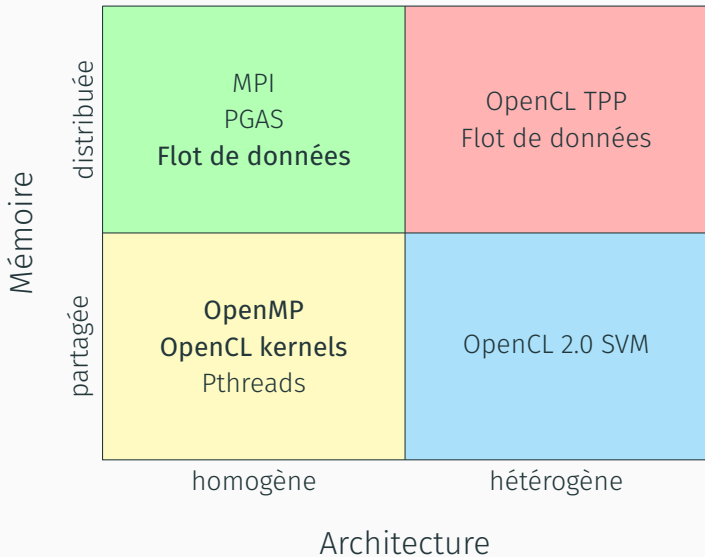 Mémoire
distribuée
MPI
PGAS
Flot de données
OpenCL TPP
Flot de données
partagée
OpenMP
OpenCL kernels
Pthreads
OpenCL 2.0 SVM
homogène
hétérogène
Architecture